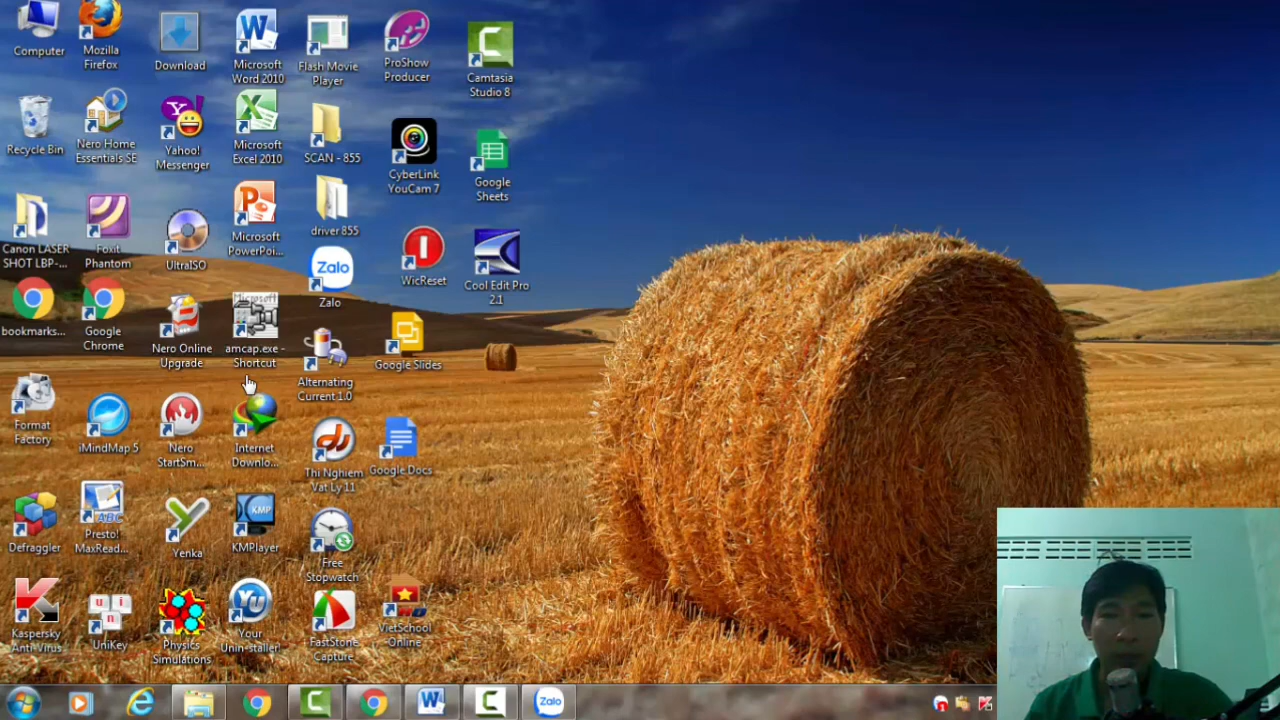 Computer
Mozilla
Firefox
Download
Microsoft
Word 2010
Flash Movie
Player
ProShow
Producer
Camtasia
Studio 8
Recycle Bin
Nero Home
Essentials SE
Yahoo!
Messenger
Microsoft
Excel 2010
SCAN - 855
CyberLink
YouCam 7
Google
Sheets
Canon LASER
SHOT LBP-...
Foxit
Phantom
UltraISO
Microsoft
PowerPoi...
driver 855
Zalo
Zalo
WicReset
Cool Edit Pro
2.1
bookmarks...
Google
Chrome
Nero Online
Upgrade
Microsoft
amcap.exe -
Shortcut
Alternating
Current 1.0
Google Slides
Format
Factory
iMindMap 5
Nero
StartSm...
Internet
Downlo...
Thi Nghiem
Vat Ly 11
Google Docs
Defraggler
Presto!
MaxRead...
Yenka
KMP
KMPlayer
Free
Stopwatch
Kaspersky
Anti-Virus
u i
n
UniKey
Physics
Simulations
Yu
Your
Unin-staller
FastStone
Capture
VietSchool
-Online
Zalo